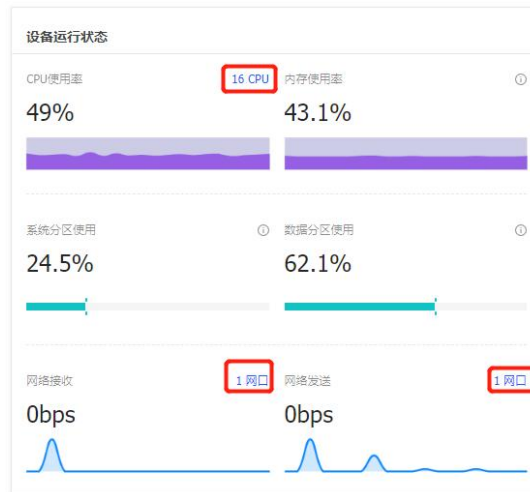 设备运行状态
CPU使用率 16 CPU 内存使用率
49% 43.1%
系统分区使用 数据分区使用
24.5% 62.1%
网络接收 1 网口 网络发送 1 网口
0bps 0bps